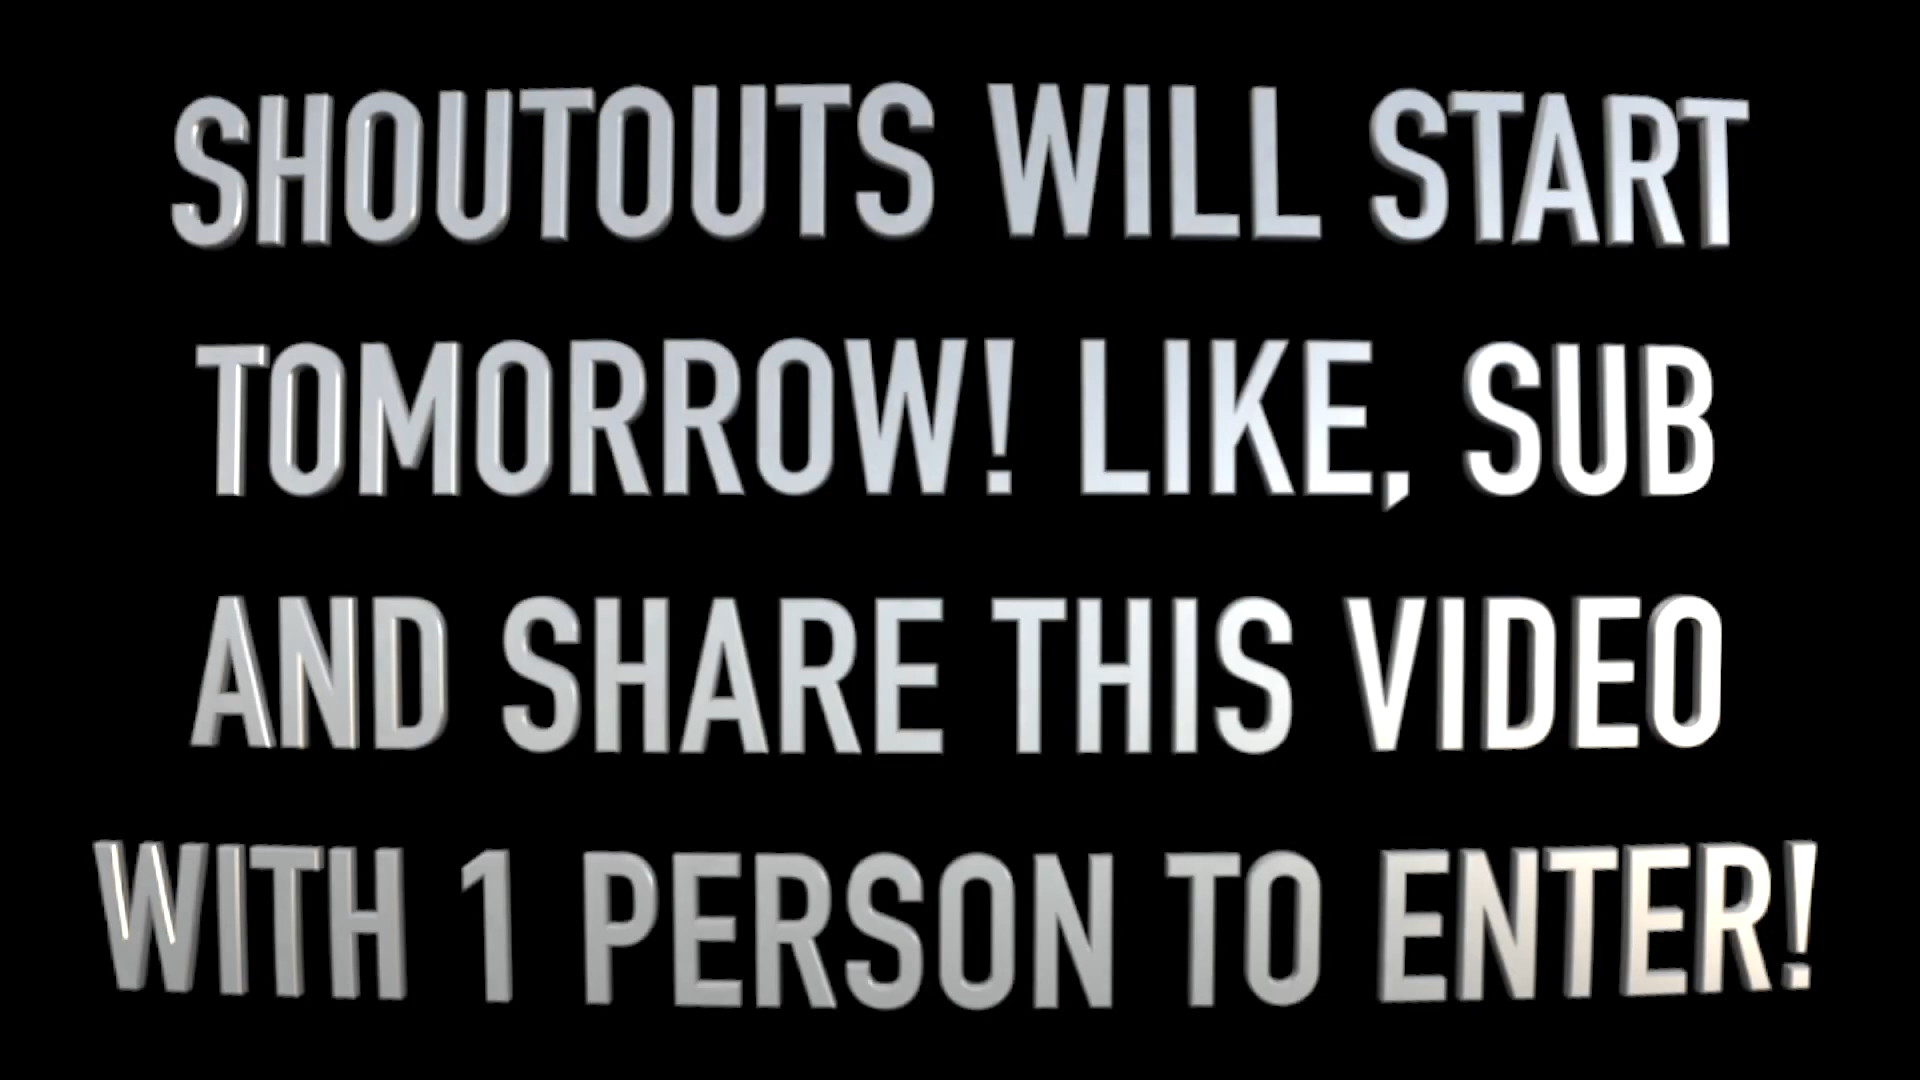 SHOUTOUTS WILL START
TOMORROW! LIKE, SUB
AND SHARE THIS VIDEO
WITH 1 PERSON TO ENTER!